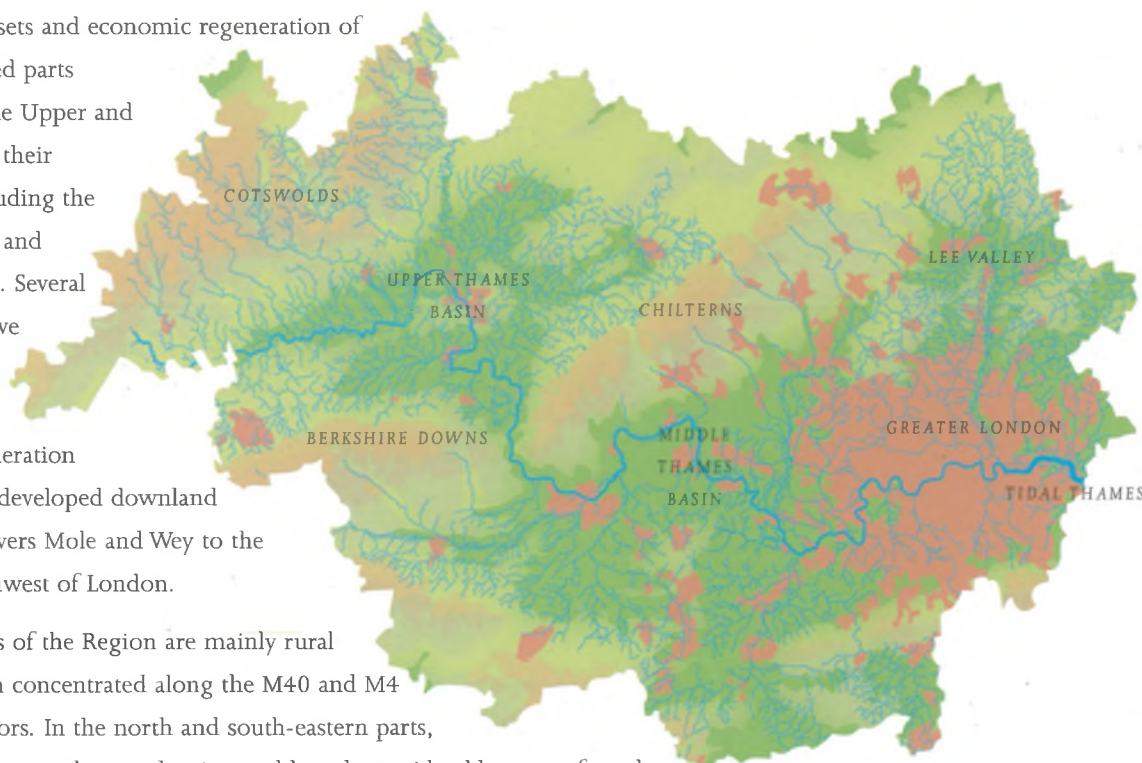 sets and economic regeneration of
ed parts
e Upper and
their
uding the
and
. Several
ve
eration
developed downland
vers Mole and Wey to the
west of London.
s of the Region are mainly rural
n concentrated along the M40 and M4
ors. In the north and south-eastern parts,
COTSWOLDS
UPPER THAMES
BASIN
CHILTERNS
LEE VALLEY
BERKSHIRE DOWNS
MIDDLE
THAMES
BASIN
GREATER LONDON
TIDAL THAMES